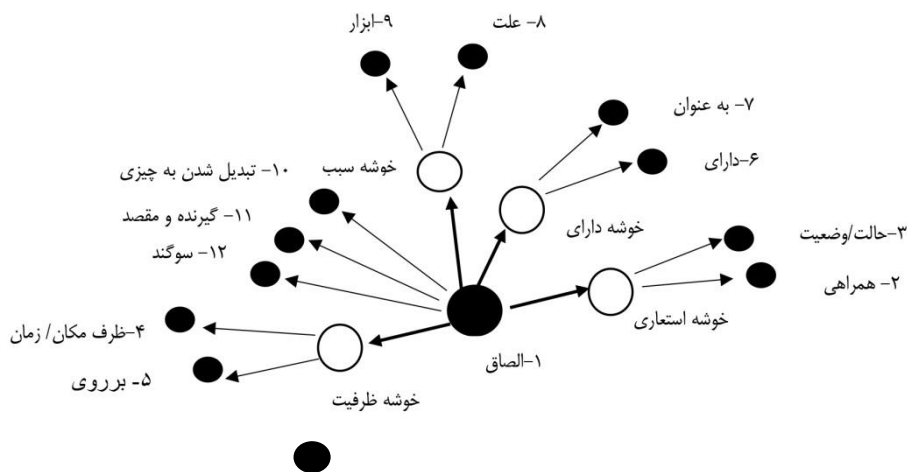 ۹–ابزار
۸– علت
۷– به عنوان
۶–دارای
خوشه سبب
۱۰– تبدیل شدن به چیزی
۱۱– گیرنده و مقصد
۱۲– سوگند
خوشه دارای
۳–حالت/وضعیت
۲– همراهی
خوشه استعاری
۴–ظرف مکان/ زمان
۱–الصاق
۵- برروی
خوشه ظرفیت